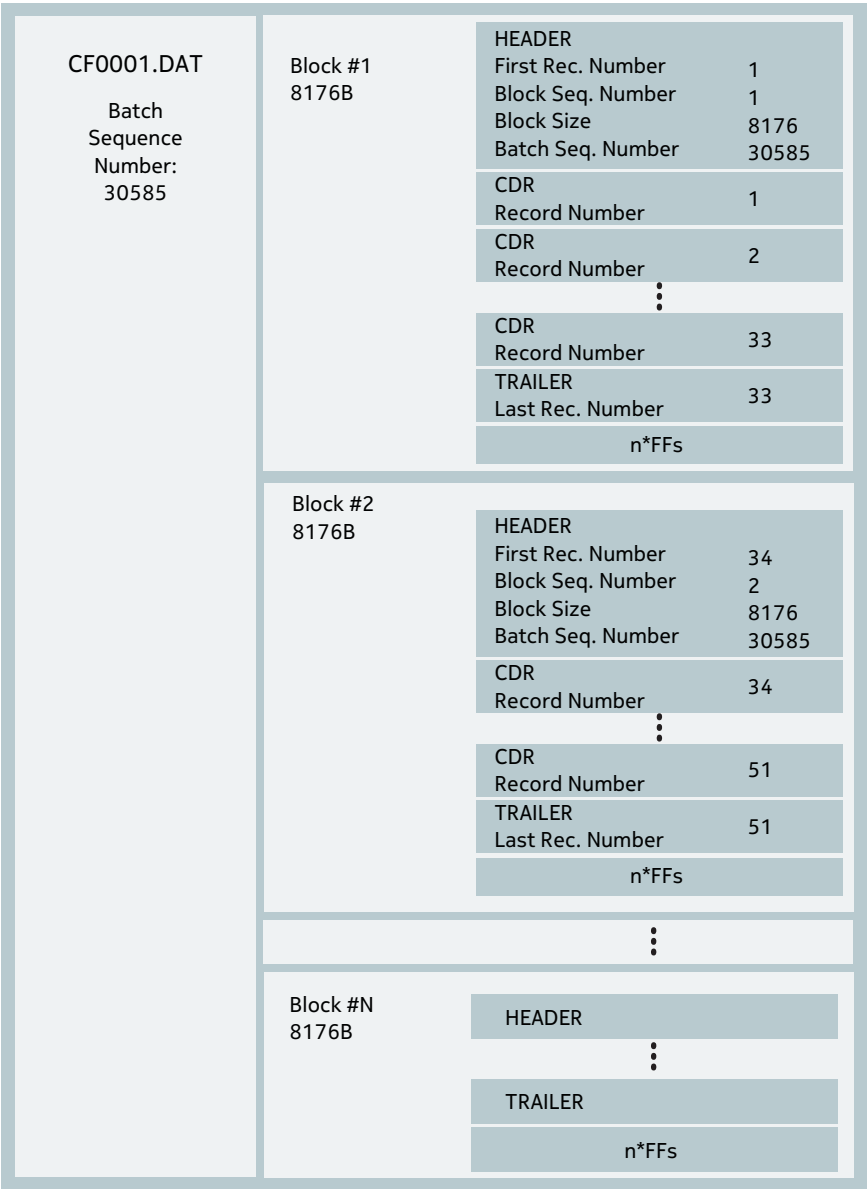 CF0001.DAT
Batch
Sequence
Number:
30585
Block #1
8176B
HEADER
First Rec. Number 1
Block Seq. Number 1
Block Size 8176
Batch Seq. Number 30585
CDR
Record Number 1
CDR
Record Number 2
CDR
Record Number 33
TRAILER
Last Rec. Number 33
n*FFs
Block #2
8176B
HEADER
First Rec. Number 34
Block Seq. Number 2
Block Size 8176
Batch Seq. Number 30585
CDR
Record Number 34
CDR
Record Number 51
TRAILER
Last Rec. Number 51
n*FFs
Block #N
8176B
HEADER
TRAILER
n*FFs